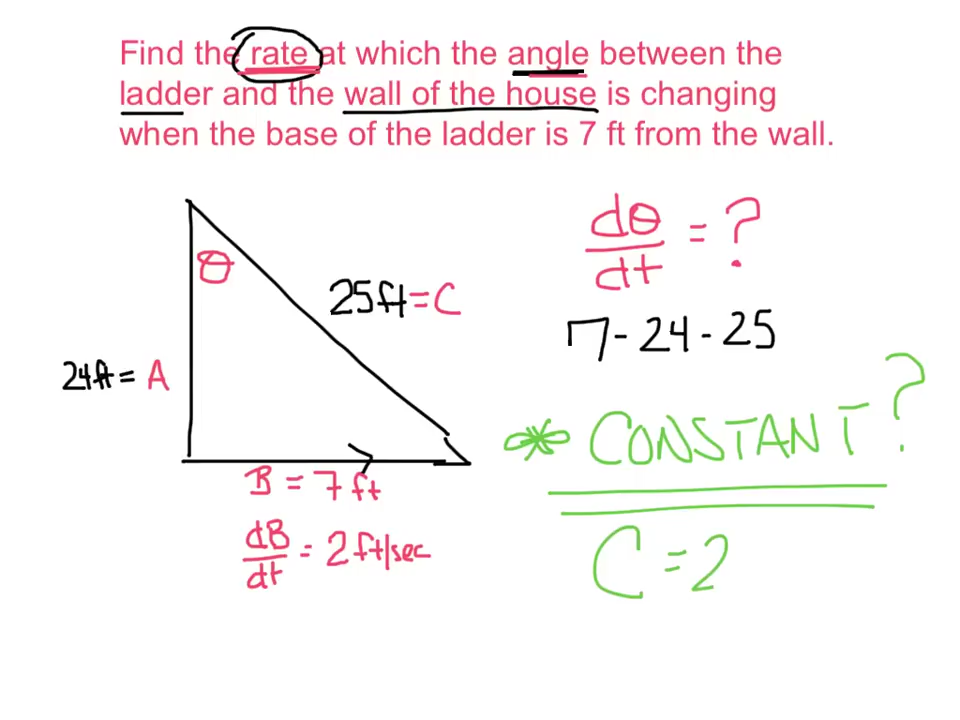 Find the rate at which the angle between the
ladder and the wall of the house is changing
when the base of the ladder is 7 ft from the wall.
dθ/dt = ?
θ
25ft = C
7 - 24 - 25
24ft = A
* CONSTANT?
B = 7 ft
dB/dt = 2 ft/sec
C = 2